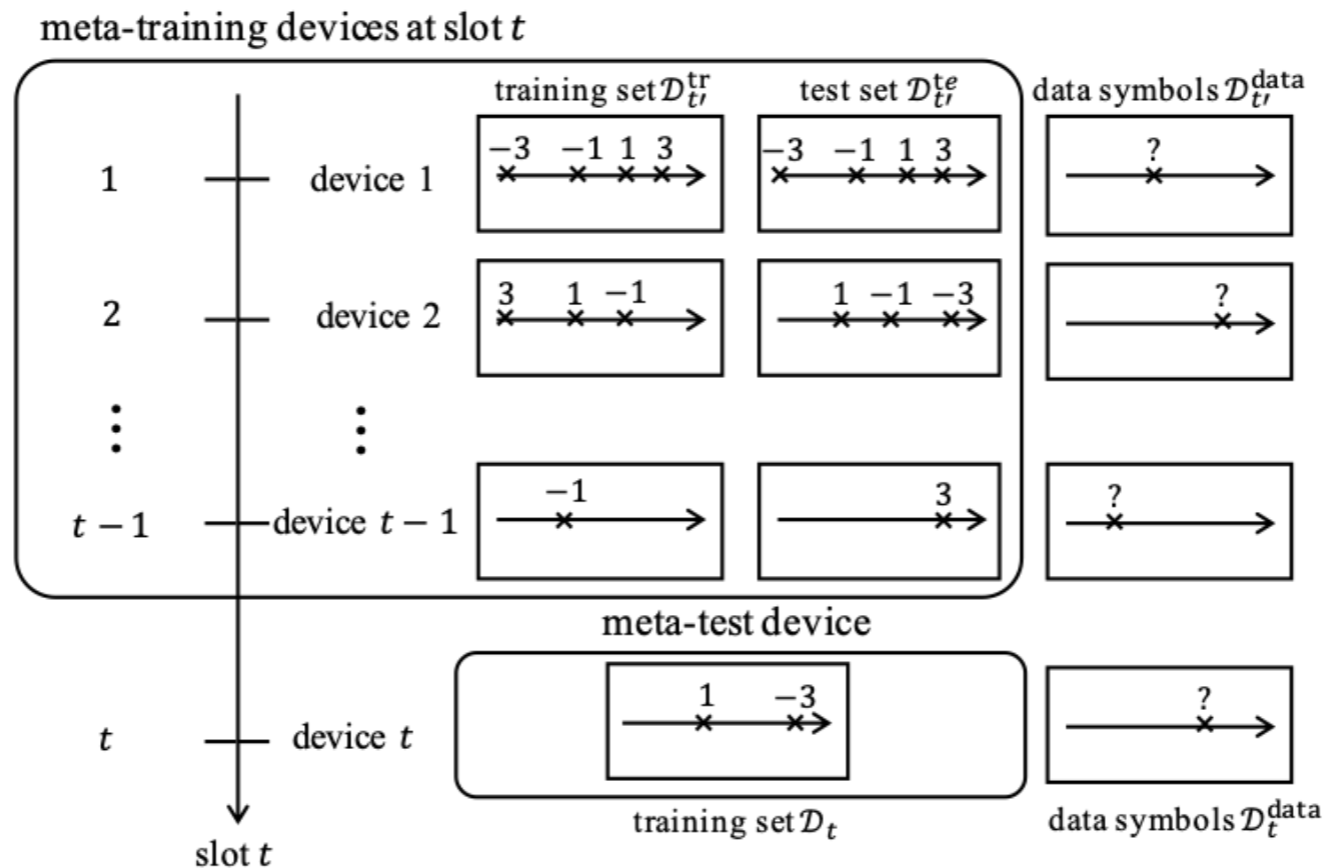 meta-training devices at slot t
training set 𝒟_{t′}^{tr} test set 𝒟_{t′}^{te} data symbols 𝒟_{t′}^{data}
−3 −1 1 3 −3 −1 1 3 ?
1 device 1
3 1 −1 1 −1 −3 ?
2 device 2
⋮ ⋮
−1 3 ?
t − 1 device t − 1
meta-test device
1 −3 ?
t device t
training set 𝒟_t data symbols 𝒟_t^{data}
slot t